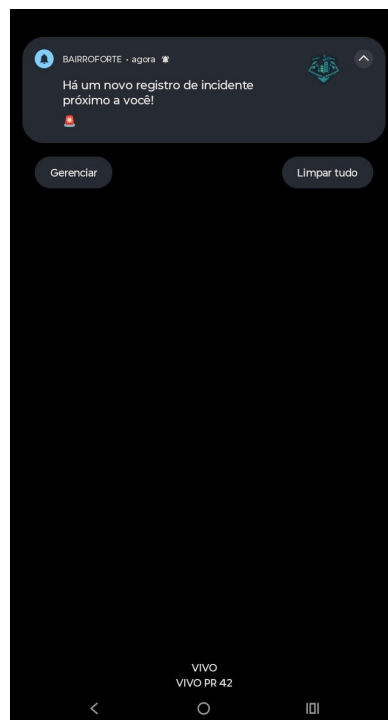 BAIRROFORTE • agora
Há um novo registro de incidente
próximo a você!
Gerenciar
Limpar tudo
VIVO
VIVO PR 42